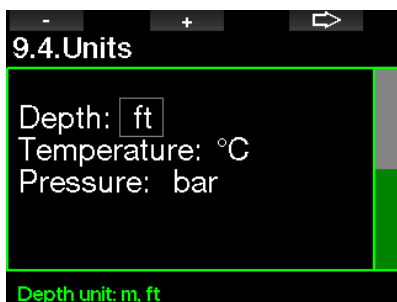 - +
9.4.Units
Depth: ft
Temperature: °C
Pressure: bar
Depth unit: m, ft